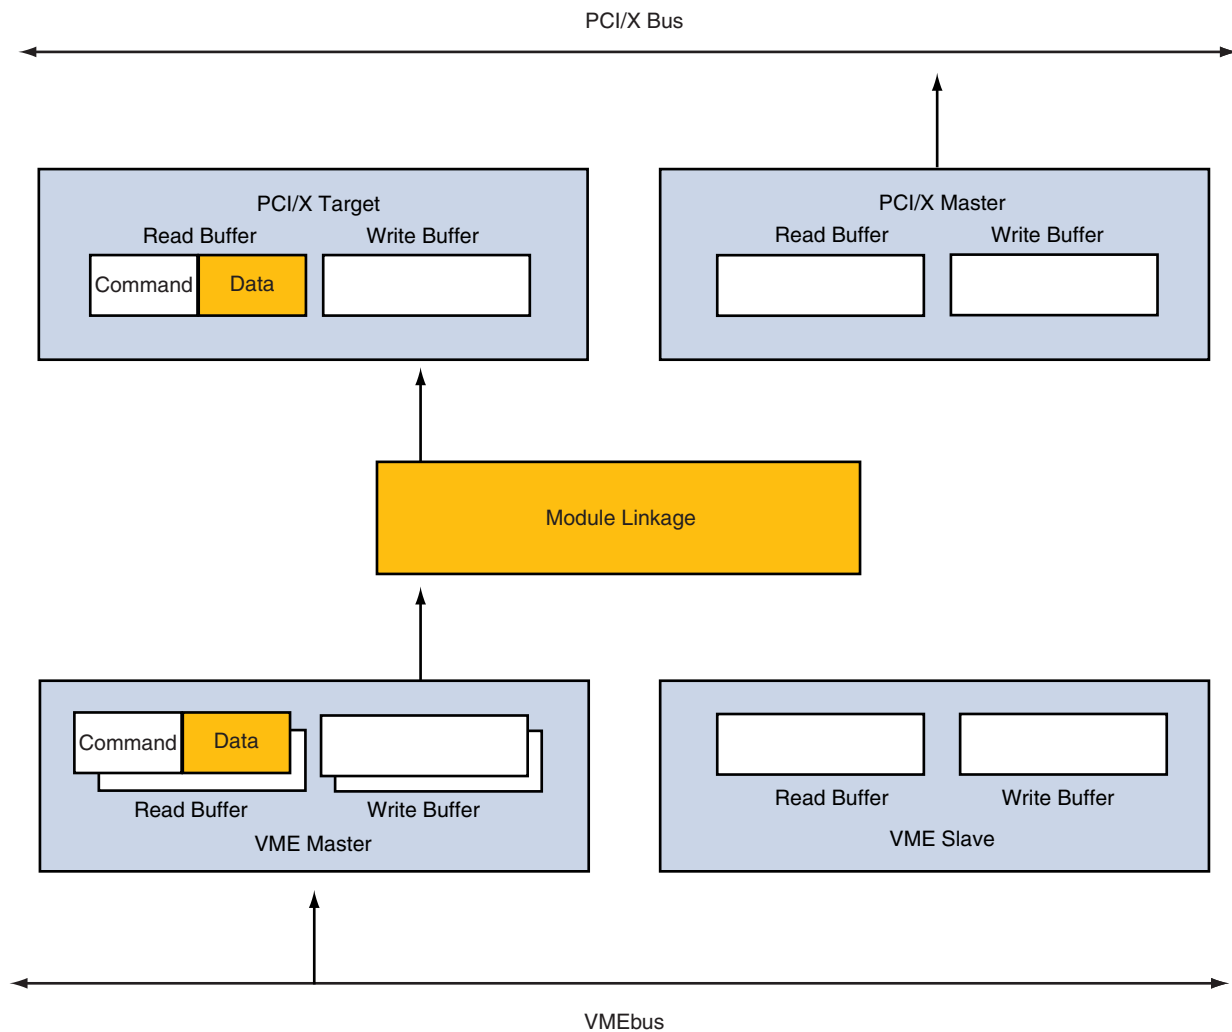 PCI/X Bus
PCI/X Target
Read Buffer
Write Buffer
Command
Data
PCI/X Master
Read Buffer
Write Buffer
Module Linkage
Command
Data
Read Buffer
Write Buffer
VME Master
Read Buffer
Write Buffer
VME Slave
VMEbus